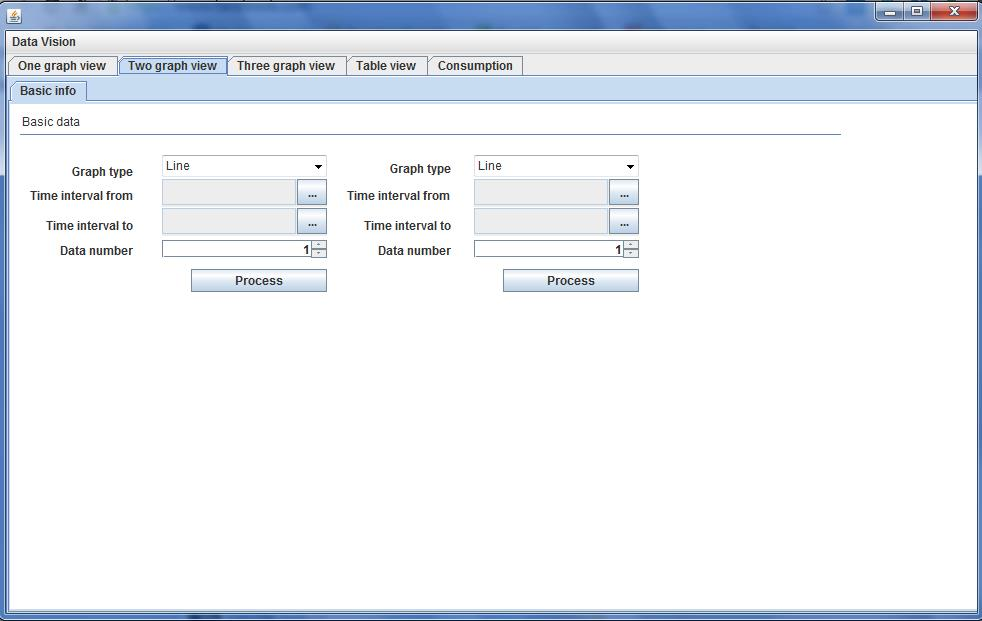 Data Vision
One graph view Two graph view Three graph view Table view Consumption
Basic info
Basic data
Graph type Line Graph type Line
Time interval from ... Time interval from ...
Time interval to ... Time interval to ...
Data number 1 Data number 1
Process Process